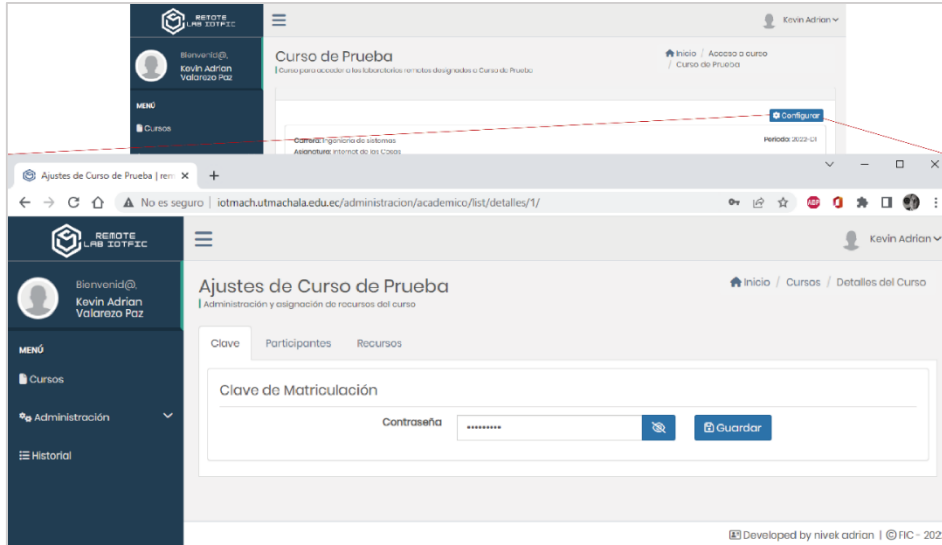 REMOTE
LAB IOTFIC
Kevin Adrian
Bienvenid@,
Kevin Adrian
Valarezo Paz
Curso de Prueba
Curso para acceder a los laboratorios remotos designados a Curso de Prueba
Inicio / Acceso a curso
/ Curso de Prueba
MENÚ
Cursos
Configurar
Carrera: Ingeniería de sistemas
Periodo: 2022-C1
Asignatura: Internet de las Cosas
Ajustes de Curso de Prueba | rem
No es seguro | iotmach.utmachala.edu.ec/administracion/academico/list/detalles/1/
REMOTE
LAB IOTFIC
Kevin Adrian
Bienvenid@,
Kevin Adrian
Valarezo Paz
Ajustes de Curso de Prueba
Administración y asignación de recursos del curso
Inicio / Cursos / Detalles del Curso
MENÚ
Cursos
Administración
Historial
Clave Participantes Recursos
Clave de Matriculación
Contraseña
Guardar
Developed by nivek adrian | © FIC - 202